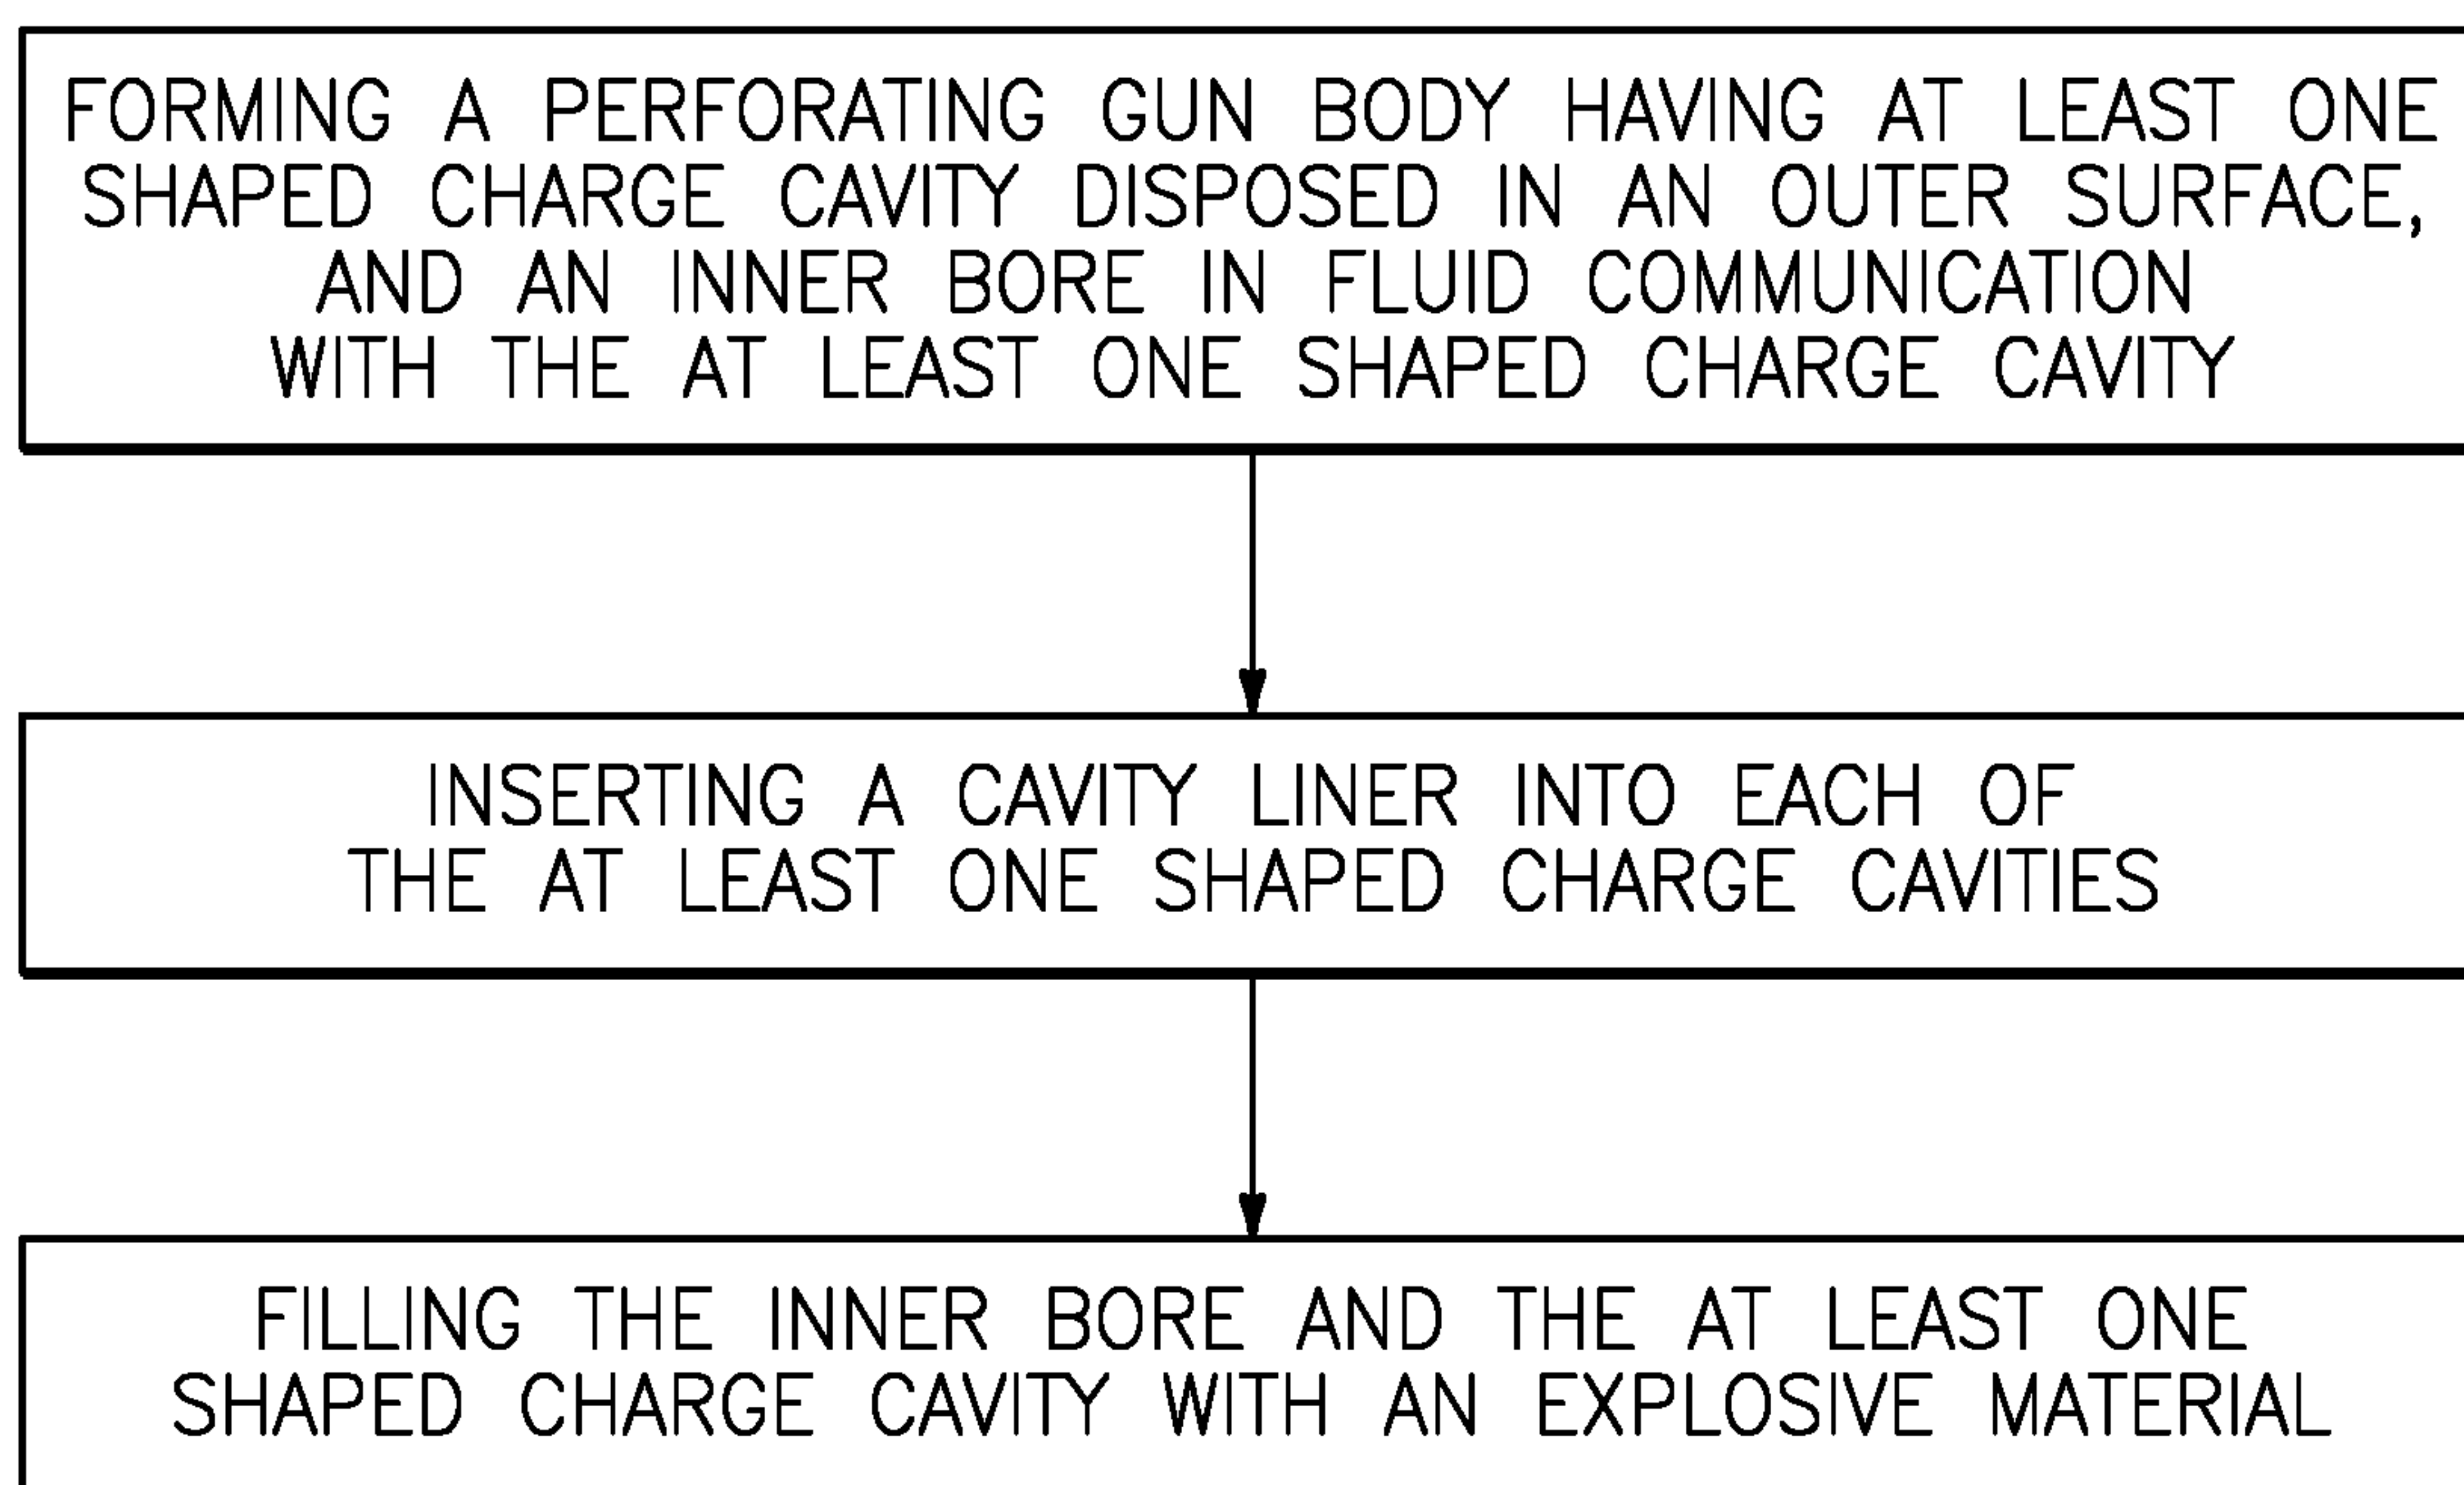 FORMING A PERFORATING GUN BODY HAVING AT LEAST ONE
SHAPED CHARGE CAVITY DISPOSED IN AN OUTER SURFACE,
AND AN INNER BORE IN FLUID COMMUNICATION
WITH THE AT LEAST ONE SHAPED CHARGE CAVITY
INSERTING A CAVITY LINER INTO EACH OF
THE AT LEAST ONE SHAPED CHARGE CAVITIES
FILLING THE INNER BORE AND THE AT LEAST ONE
SHAPED CHARGE CAVITY WITH AN EXPLOSIVE MATERIAL